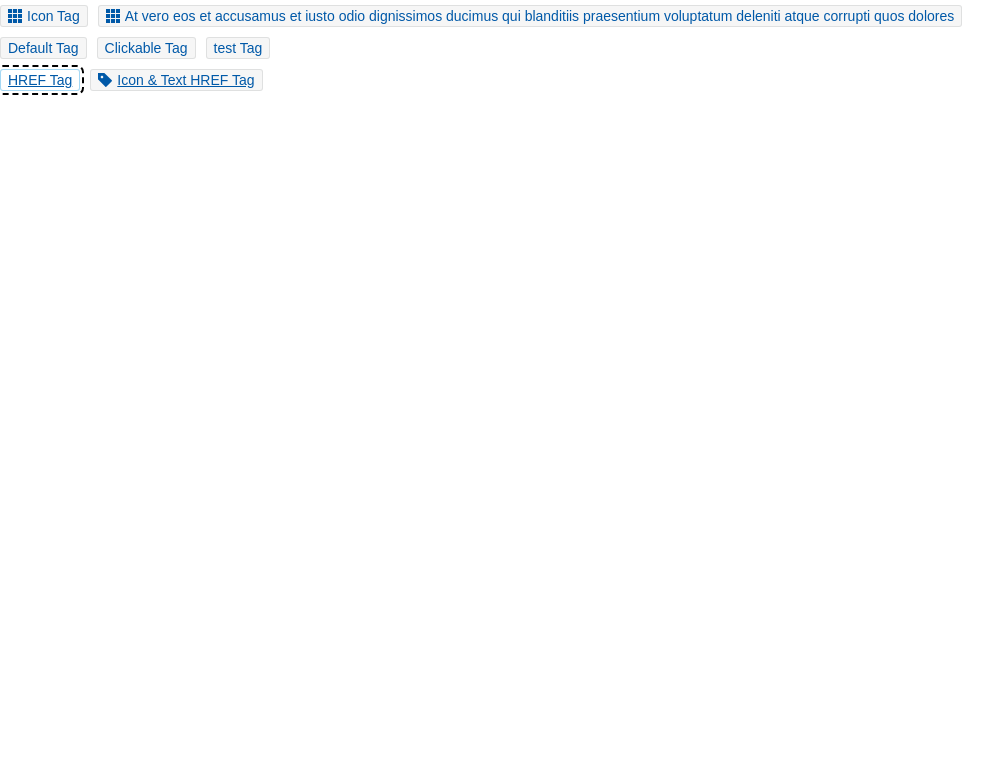 Icon Tag At vero eos et accusamus et iusto odio dignissimos ducimus qui blanditiis praesentium voluptatum deleniti atque corrupti quos dolores
Default Tag Clickable Tag test Tag
HREF Tag Icon & Text HREF Tag